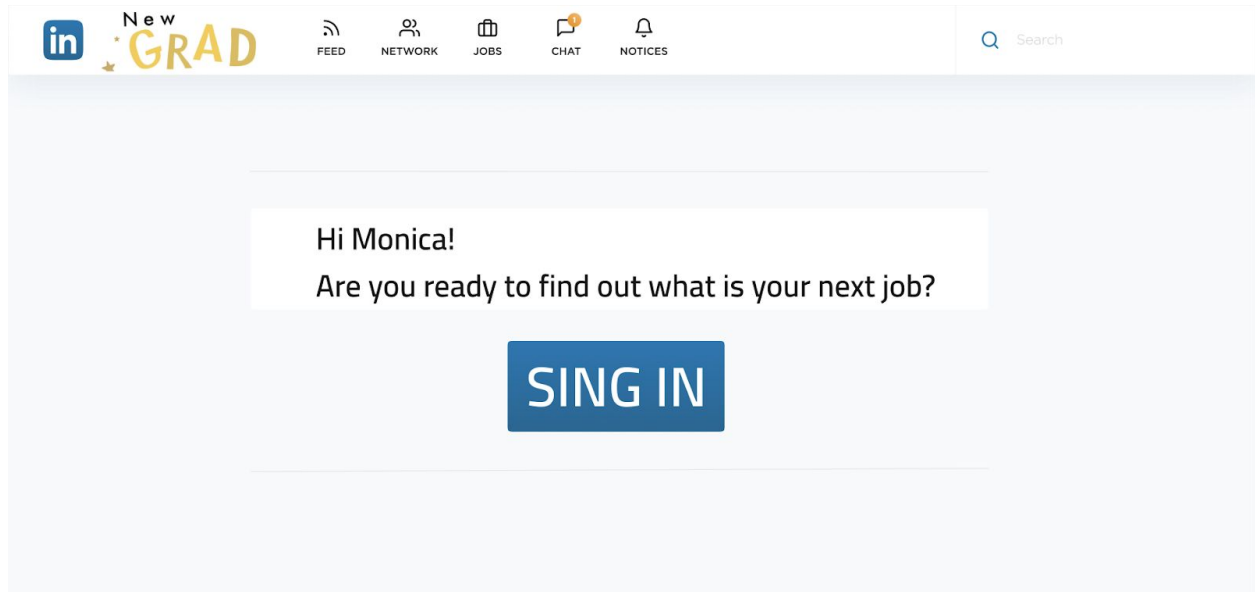 in
New
GRAD
FEED NETWORK JOBS CHAT NOTICES
1
Search
Hi Monica!
Are you ready to find out what is your next job?
SING IN